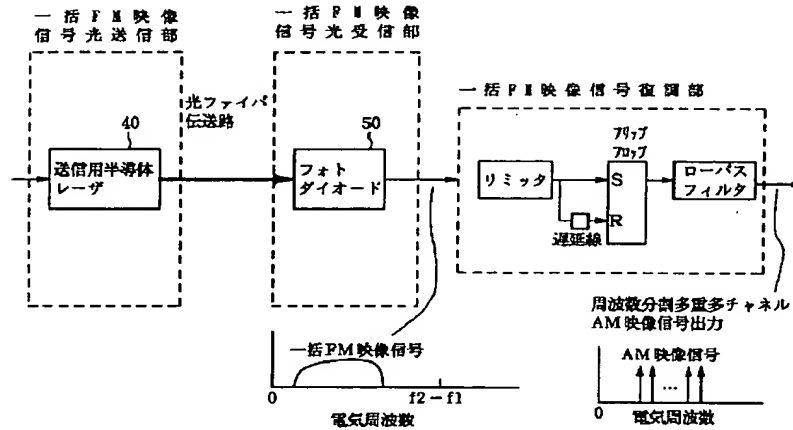 一括FM映像
信号光送信部
一括FM映像
信号光受信部
光ファイバ
伝送路
一括FM映像信号復調部
40
送信用半導体
レーザ
50
フォト
ダイオード
リミッタ
フリップ
フロップ
S
R
遅延線
ローパス
フィルタ
周波数分割多重多チャネル
AM映像信号出力
一括FM映像信号
0
f2-f1
電気周波数
AM映像信号
...
0
電気周波数